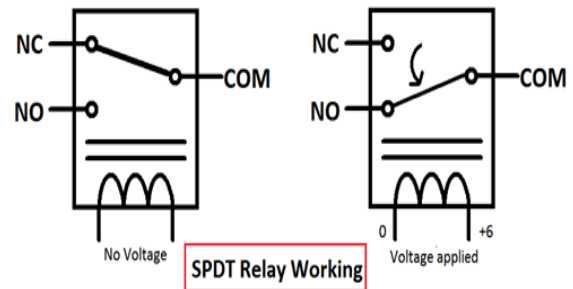 NC
COM
NO
No Voltage
NC
COM
NO
0 +6
Voltage applied
SPDT Relay Working